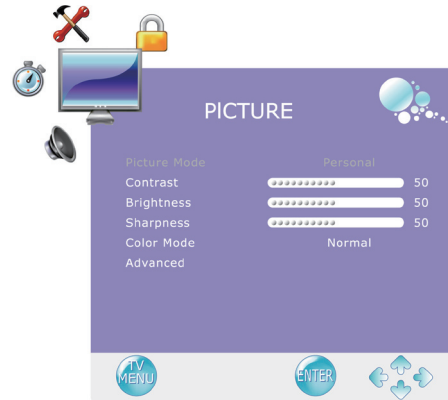 PICTURE
Picture Mode Personal
Contrast 50
Brightness 50
Sharpness 50
Color Mode Normal
Advanced
TV MENU ENTER